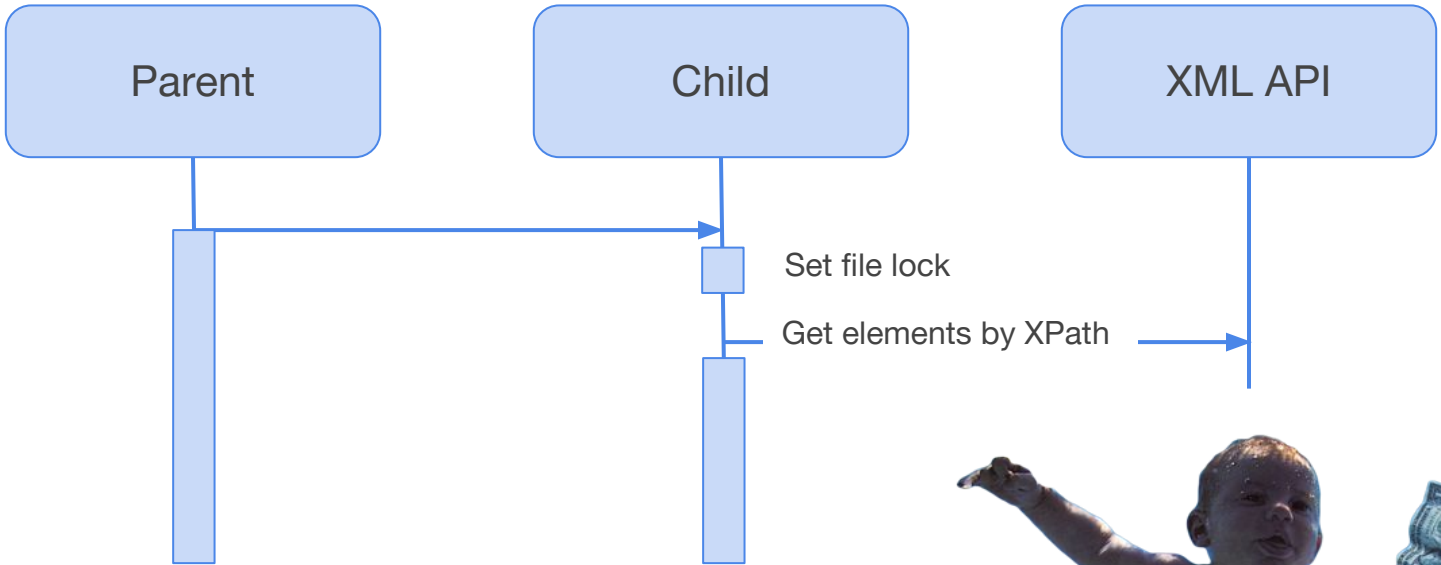 Parent
Child
XML API
Set file lock
Get elements by XPath